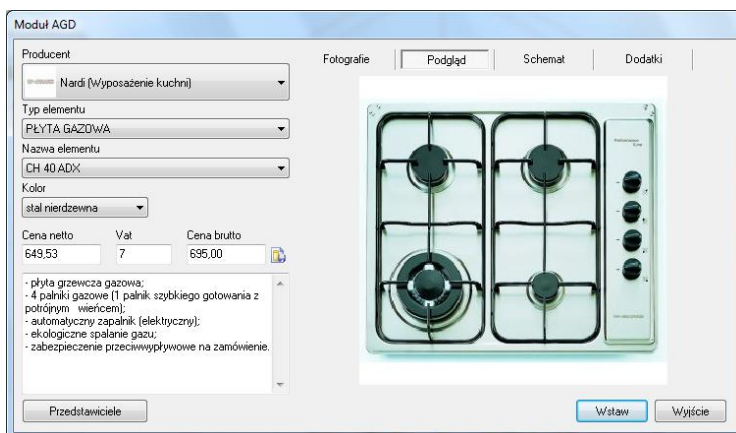 Moduł AGD
Producent
Nardi (Wyposażenie kuchni)
Typ elementu
PŁYTA GAZOWA
Nazwa elementu
CH 40 ADX
Kolor
stal nierdzewna
Cena netto Vat Cena brutto
649,53 7 695,00
- płyta grzewcza gazowa;
- 4 palniki gazowe (1 palnik szybkiego gotowania z
potrójnym wieńcem);
- automatyczny zapalnik (elektryczny);
- ekologiczne spalanie gazu;
- zabezpieczenie przeciwwypływowe na zamówienie.
Przedstawiciele
Fotografie Podgląd Schemat Dodatki
Wstaw Wyjście